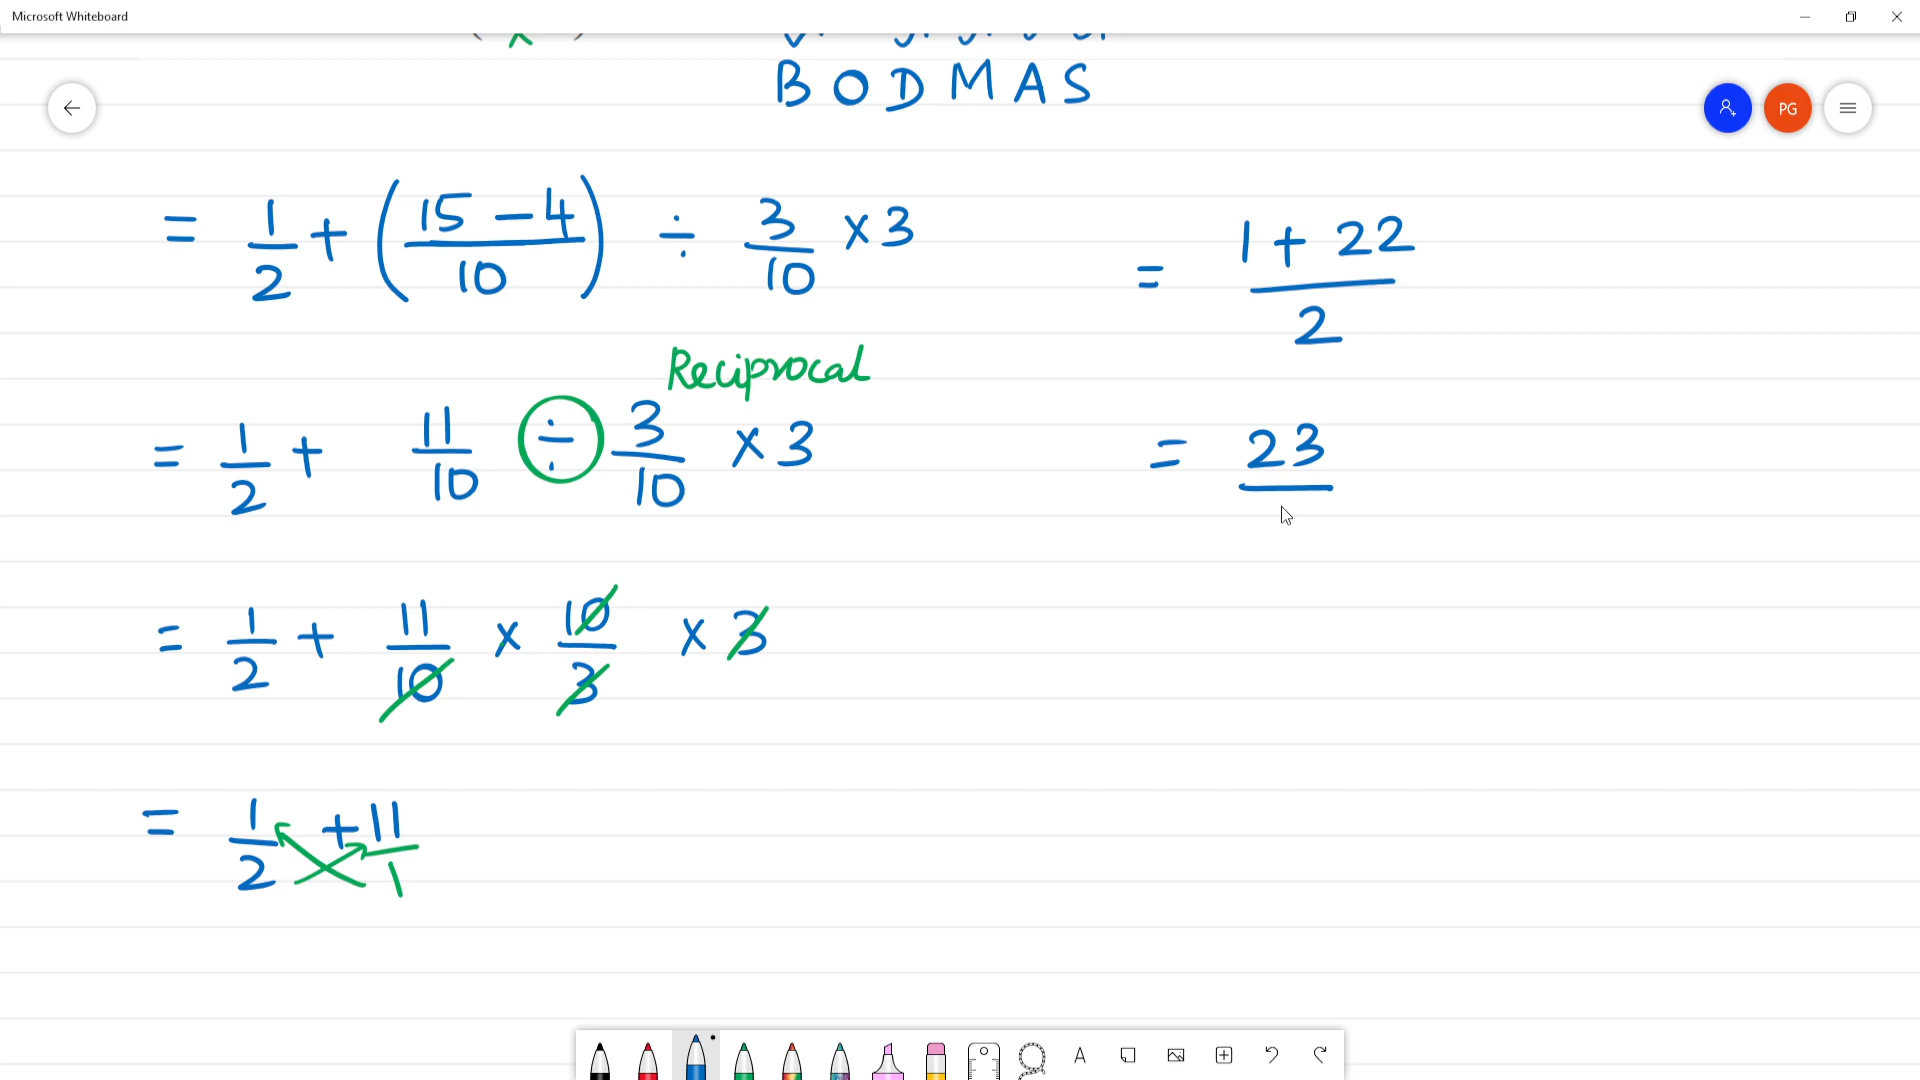 Microsoft Whiteboard
B O D M A S
PG
= 1/2 + ( (15 - 4)/10 ) ÷ 3/10 × 3
Reciprocal
= 1/2 + 11/10 ÷ 3/10 × 3
= 1/2 + 11/10 × 10/3 × 3
= 1/2 + 11/1
= (1 + 22)/2
= 23
A